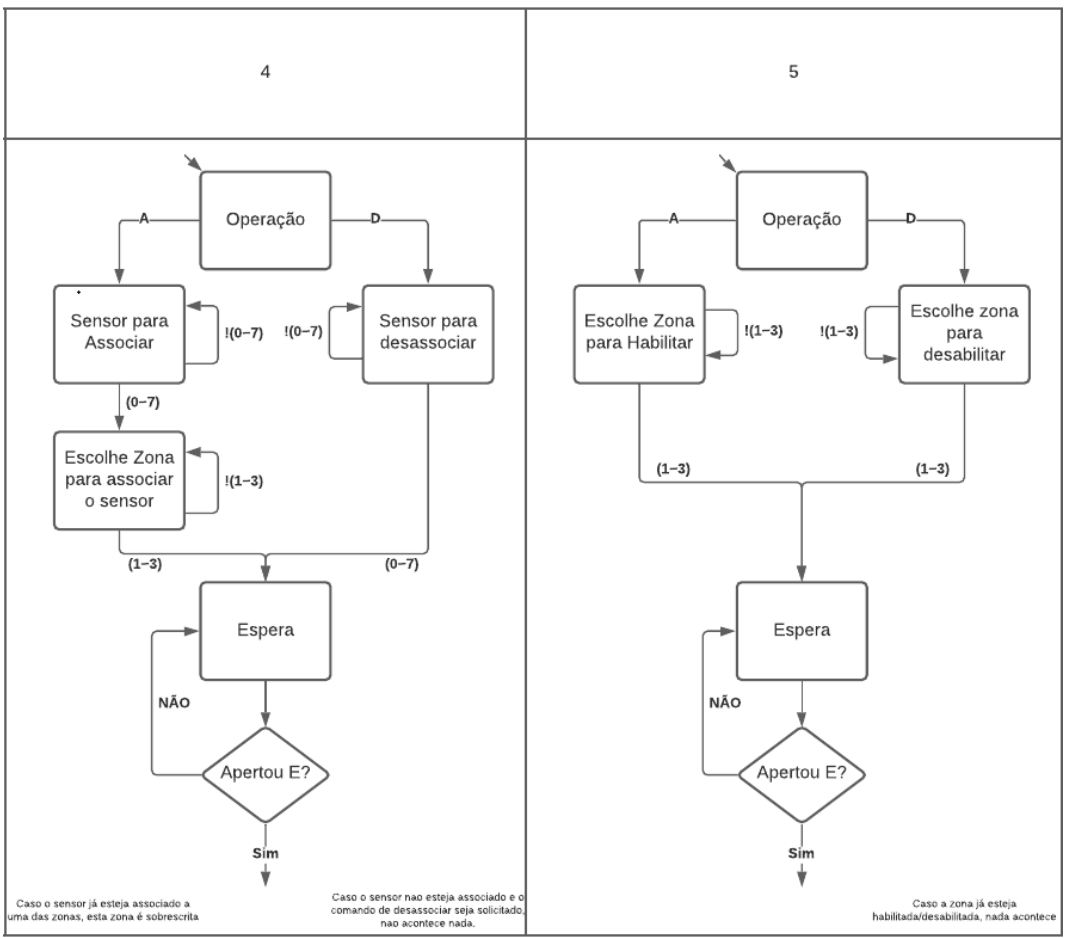 4
5
Operação
A
D
Sensor para
Associar
!(0–7)
!(0–7)
Sensor para
desassociar
(0–7)
Escolhe Zona
para associar
o sensor
!(1–3)
(1–3)
(0–7)
Espera
NÃO
Apertou E?
Sim
Caso o sensor já esteja associado a
uma das zonas, esta zona é sobrescrita
Caso o sensor nao esteja associado e o
comando de desassociar seja solicitado,
nao acontece nada.
Operação
A
D
Escolhe Zona
para Habilitar
!(1–3)
!(1–3)
Escolhe zona
para
desabilitar
(1–3)
(1–3)
Espera
NÃO
Apertou E?
Sim
Caso a zona já esteja
habilitada/desabilitada, nada acontece